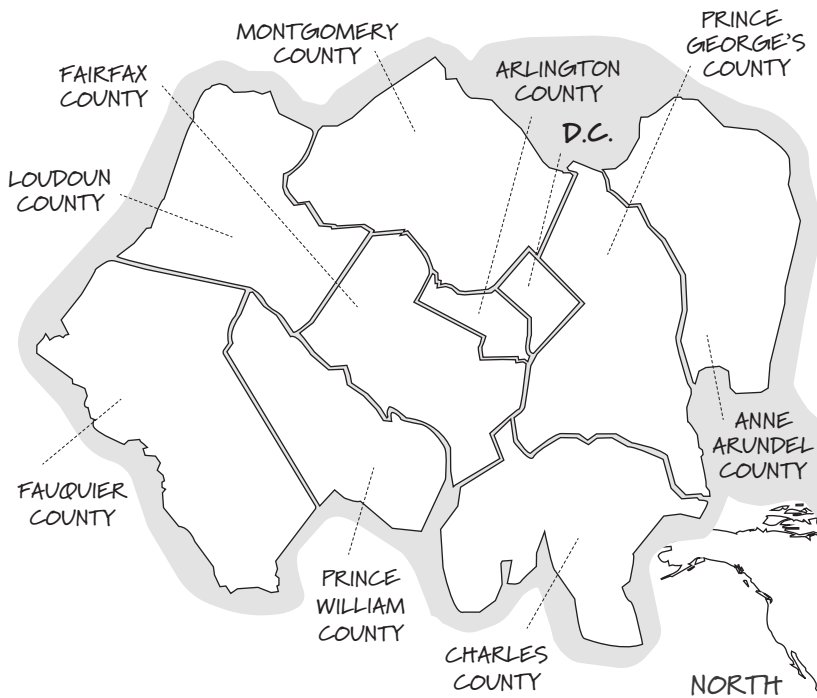 MONTGOMERY
COUNTY
PRINCE
GEORGE'S
COUNTY
FAIRFAX
COUNTY
ARLINGTON
COUNTY
D.C.
LOUDOUN
COUNTY
ANNE
ARUNDEL
COUNTY
FAUQUIER
COUNTY
PRINCE
WILLIAM
COUNTY
CHARLES
COUNTY
NORTH